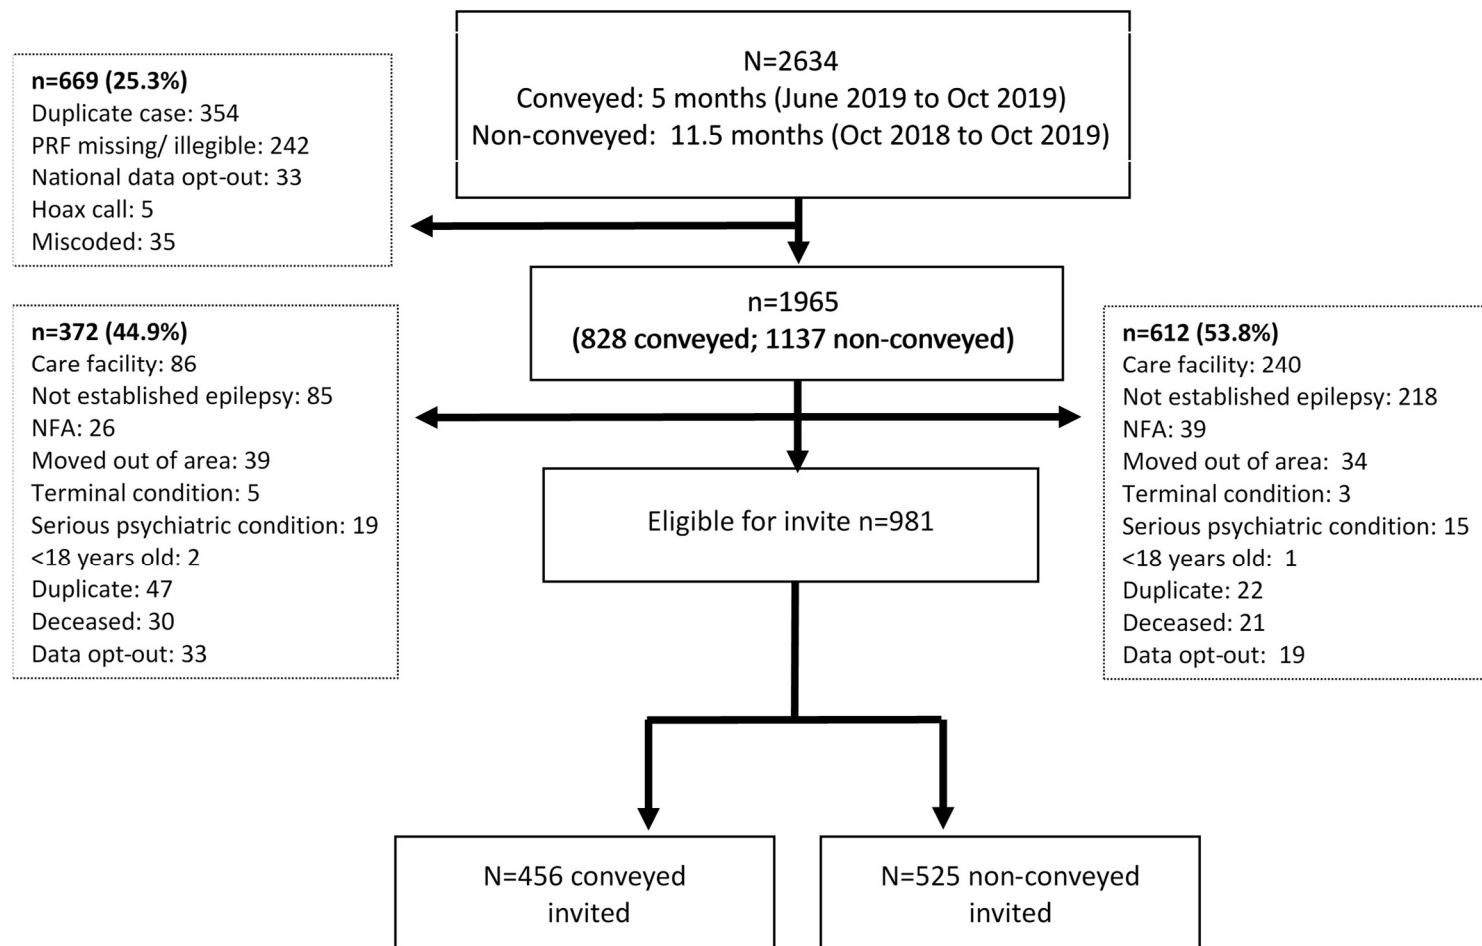 N=2634
Conveyed: 5 months (June 2019 to Oct 2019)
Non-conveyed: 11.5 months (Oct 2018 to Oct 2019)
n=669 (25.3%)
Duplicate case: 354
PRF missing/ illegible: 242
National data opt-out: 33
Hoax call: 5
Miscoded: 35
n=1965
(828 conveyed; 1137 non-conveyed)
n=372 (44.9%)
Care facility: 86
Not established epilepsy: 85
NFA: 26
Moved out of area: 39
Terminal condition: 5
Serious psychiatric condition: 19
<18 years old: 2
Duplicate: 47
Deceased: 30
Data opt-out: 33
n=612 (53.8%)
Care facility: 240
Not established epilepsy: 218
NFA: 39
Moved out of area: 34
Terminal condition: 3
Serious psychiatric condition: 15
<18 years old: 1
Duplicate: 22
Deceased: 21
Data opt-out: 19
Eligible for invite n=981
N=456 conveyed
invited
N=525 non-conveyed
invited